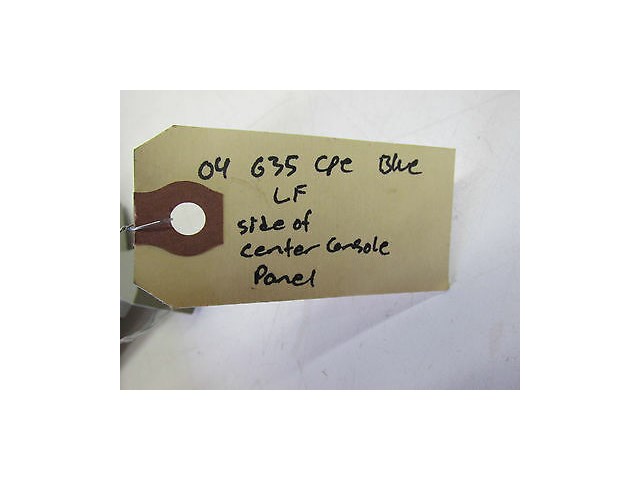 04 G35 Cpe Blue
LF
side of
center Console
Panel